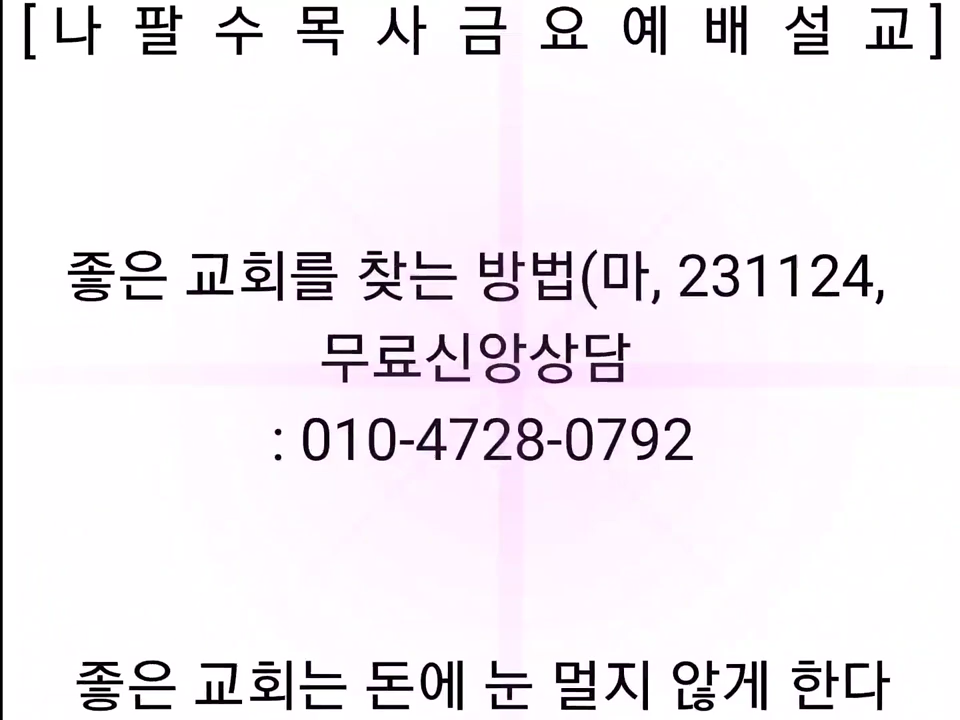 [나 팔 수 목 사 금 요 예 배 설 교]
좋은 교회를 찾는 방법(마, 231124,
무료신앙상담
: 010-4728-0792
좋은 교회는 돈에 눈 멀지 않게 한다